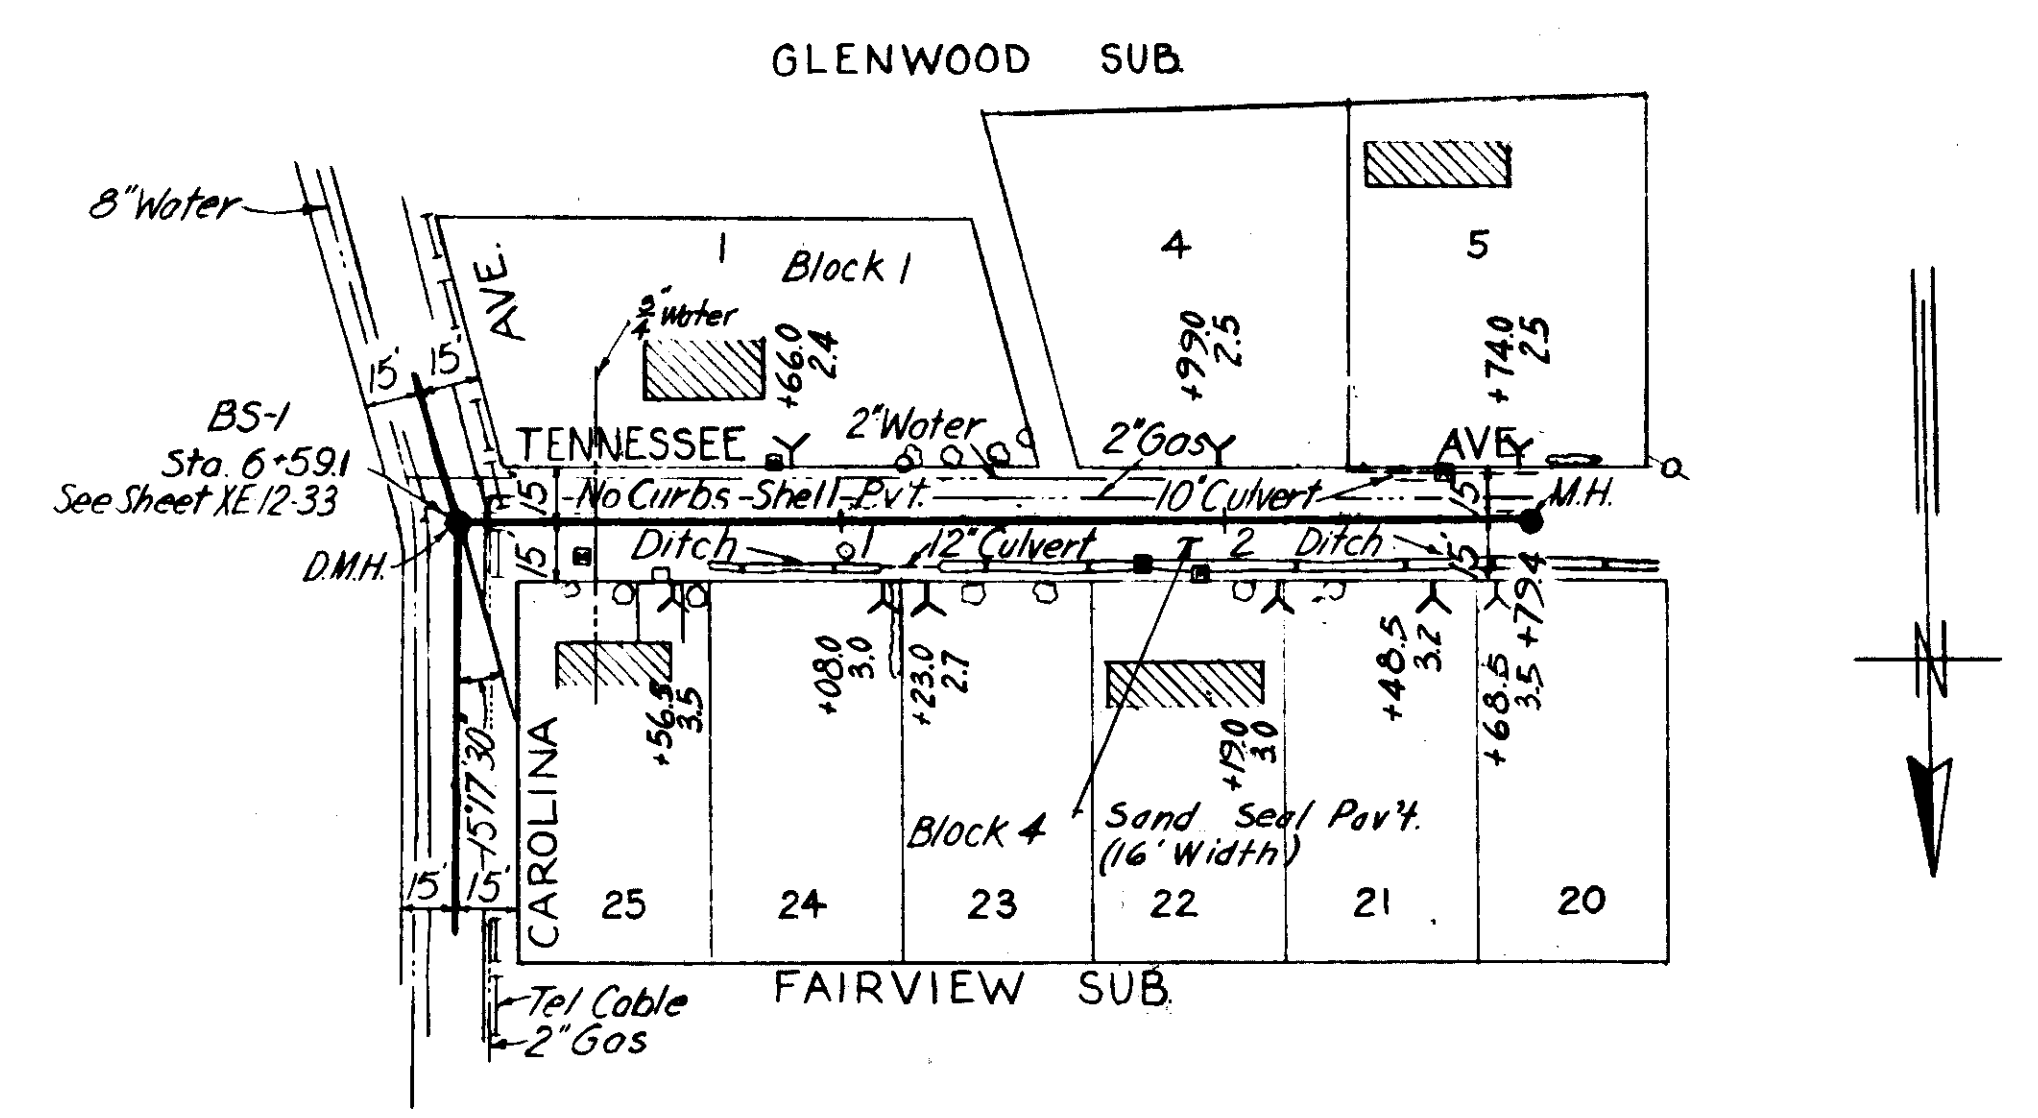 GLENWOOD SUB.
8"Water
AVE.
1
Block 1
4
5
3/4" Water
+66.0
2.4
+99.0
2.5
+74.0
2.5
15'
15'
BS-1
Sta. 6+59.1
See Sheet XE 12-33
D.M.H.
TENNESSEE
2"Water
2"Gas
AVE.
15'
No Curbs-Shell Pv't.
10"Culvert
15'
M.H.
15'
Ditch
1
12"Culvert
2
Ditch
15'
+56.5
3.5
+08.0
3.0
+23.0
2.7
+19.0
3.0
+48.5
3.2
+68.5
3.5
+79.4
N
15°17'30"
CAROLINA
Block 4
Sand Seal Pav't.
(16' Width)
15'
15'
25
24
23
22
21
20
FAIRVIEW SUB.
Tel Cable
2"Gas